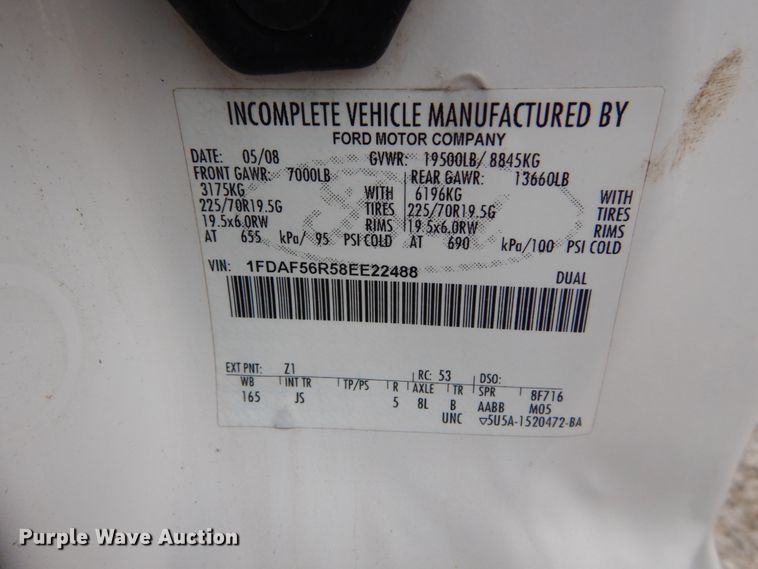 INCOMPLETE VEHICLE MANUFACTURED BY
FORD MOTOR COMPANY
DATE: 05/08 GVWR: 19500LB/ 8845KG
FRONT GAWR: 7000LB REAR GAWR: 13660LB
3175KG WITH 6196KG WITH
225/70R19.5G TIRES 225/70R19.5G TIRES
19.5x6.0RW RIMS 19.5x6.0RW RIMS
AT 655 kPa/ 95 PSI COLD AT 690 kPa/100 PSI COLD
VIN: 1FDAF56R58EE22488 DUAL
EXT PNT: Z1 RC: 53 DSO:
WB INT TR TP/PS R AXLE TR SPR 8F716
165 JS 5 8L B AABB M05
UNC ▽5U5A-1520472-BA
Purple Wave Auction